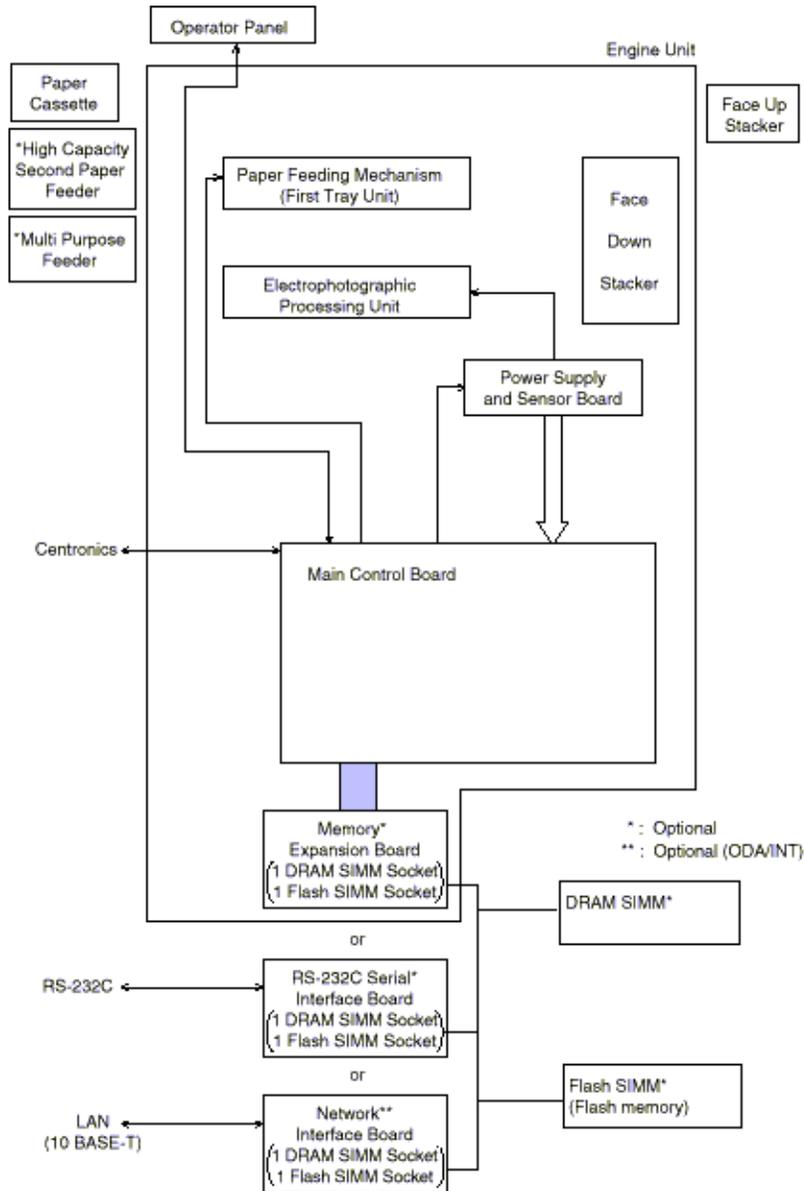 Operator Panel
Engine Unit
Paper
Cassette
Face Up
Stacker
*High Capacity
Second Paper
Feeder
Paper Feeding Mechanism
(First Tray Unit)
Face
Down
Stacker
*Multi Purpose
Feeder
Electrophotographic
Processing Unit
Power Supply
and Sensor Board
Centronics
Main Control Board
Memory*
Expansion Board
(1 DRAM SIMM Socket
1 Flash SIMM Socket)
* : Optional
** : Optional (ODA/INT)
DRAM SIMM*
or
RS-232C
RS-232C Serial*
Interface Board
(1 DRAM SIMM Socket
1 Flash SIMM Socket)
or
Flash SIMM*
(Flash memory)
LAN
(10 BASE-T)
Network**
Interface Board
(1 DRAM SIMM Socket
1 Flash SIMM Socket)